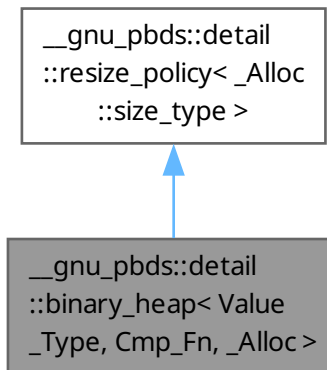 __gnu_pbds::detail
::resize_policy< _Alloc
::size_type >
__gnu_pbds::detail
::binary_heap< Value
_Type, Cmp_Fn, _Alloc >